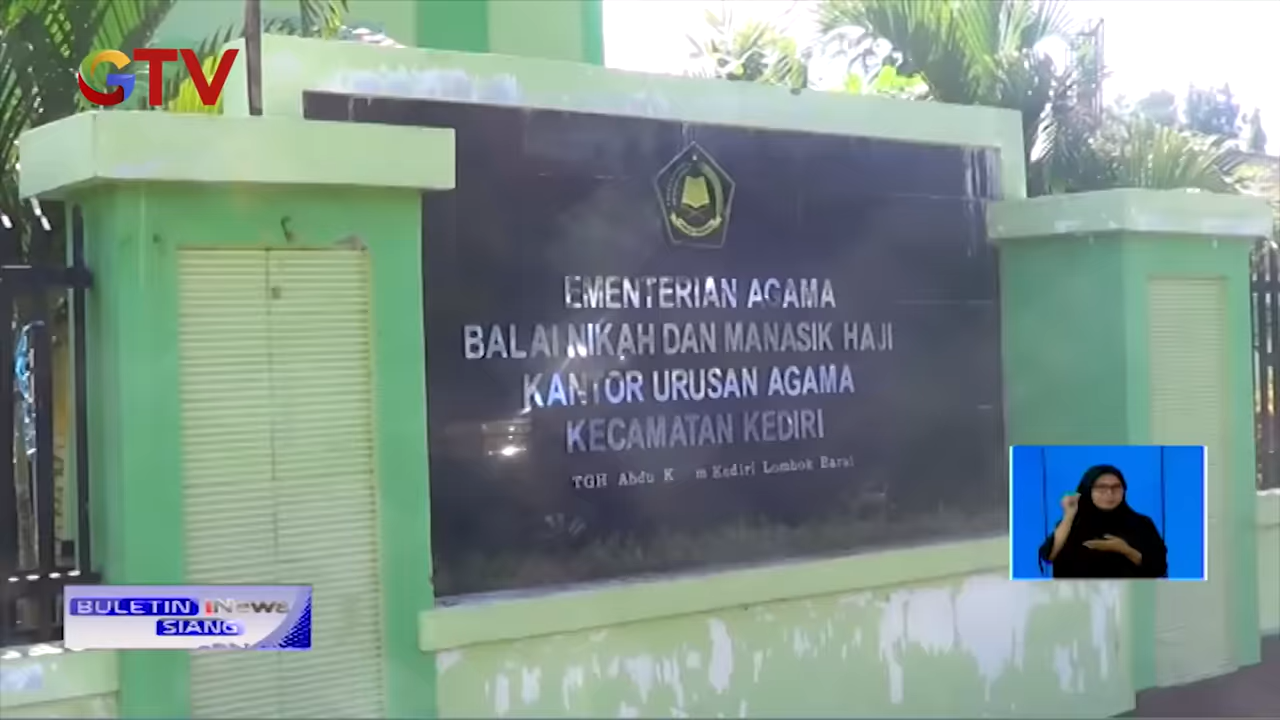 GTV
EMENTERIAN AGAMA
BALAI NIKAH DAN MANASIK HAJI
KANTOR URUSAN AGAMA
KECAMATAN KEDIRI
TGH Abdu K m Kediri Lombok Barat
BULETIN iNews
SIANG